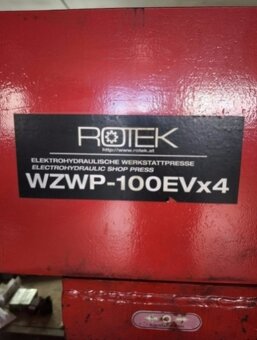 ROTEK
http://www.rotek.at
ELEKTROHYDRAULISCHE WERKSTATTPRESSE
ELECTROHYDRAULIC SHOP PRESS
WZWP-100EVx4